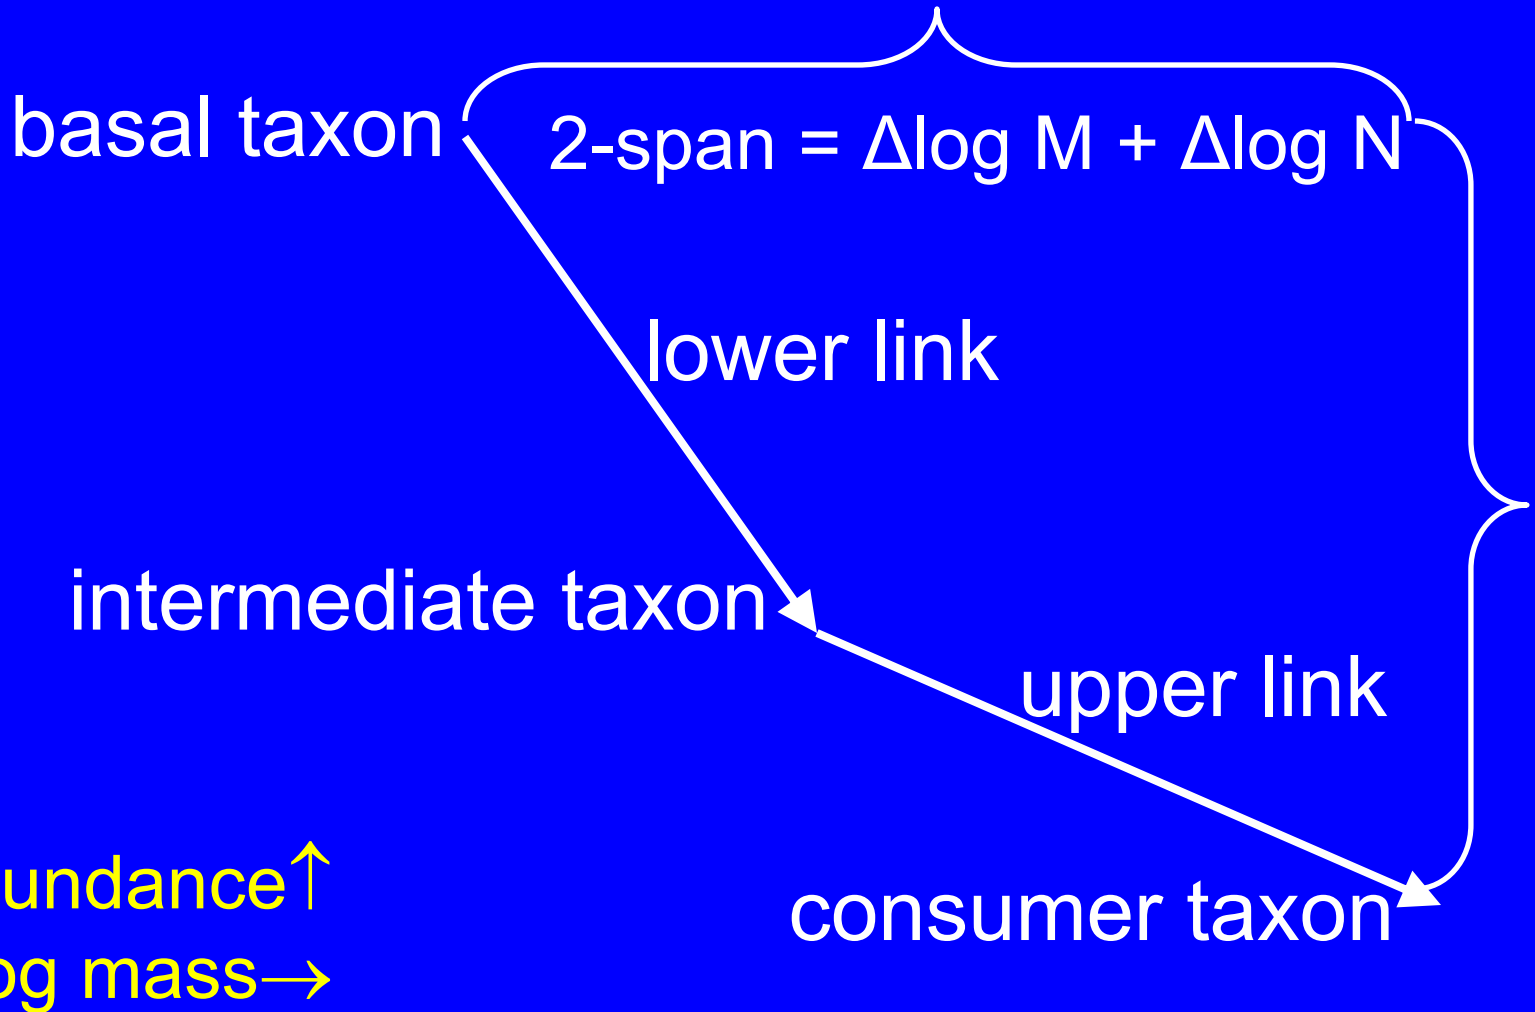 basal taxon
2-span = Δlog M + Δlog N
lower link
intermediate taxon
upper link
undance↑
consumer taxon
og mass→